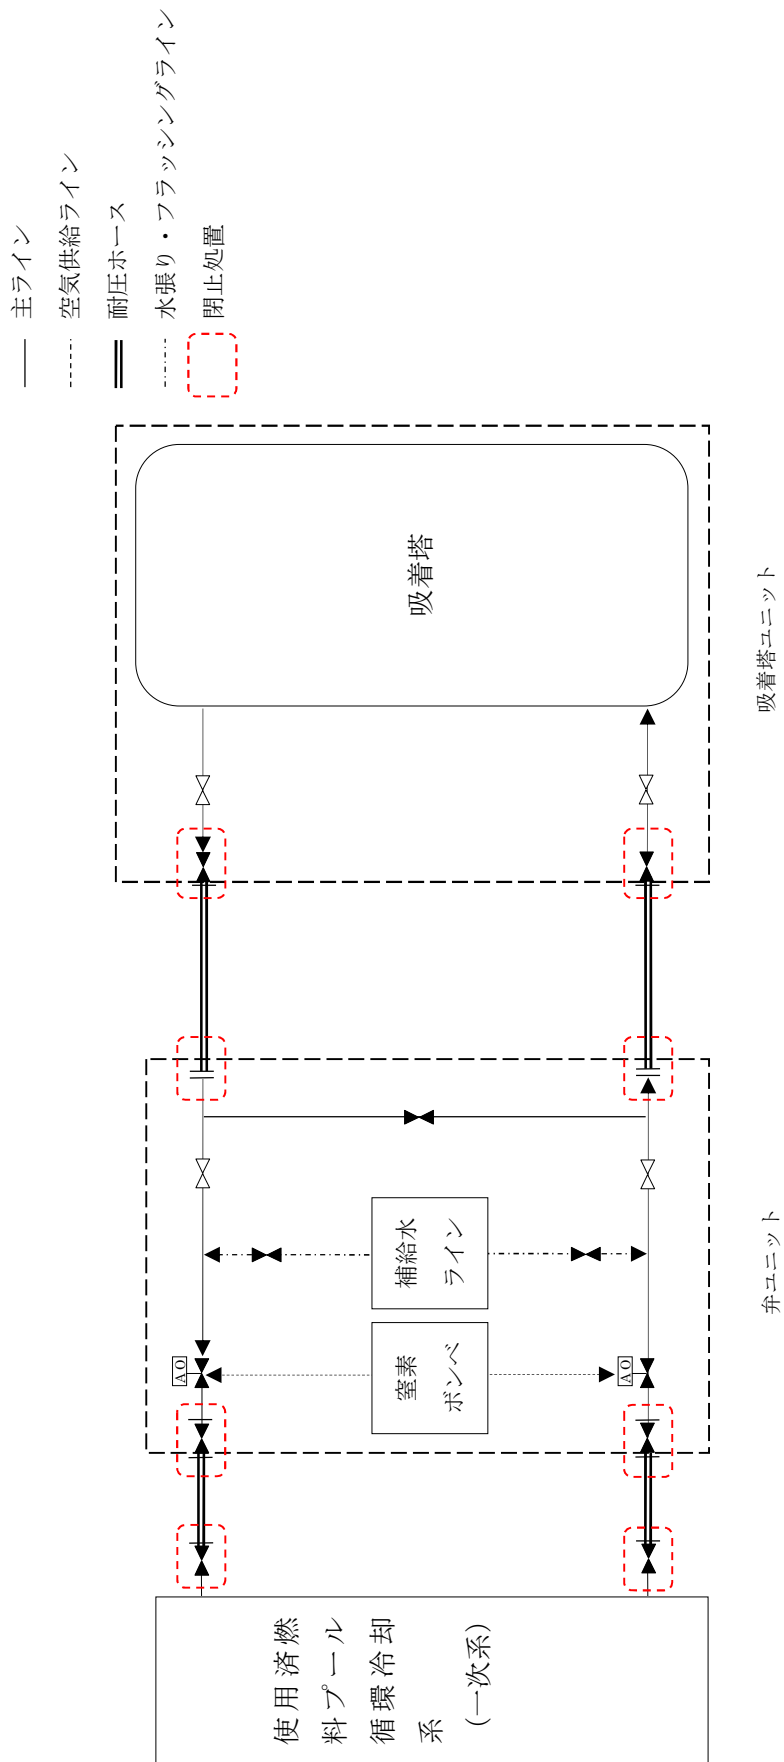 主ライン
空気供給ライン
耐圧ホース
水張り・フラッシングライン
閉止処置
使用済燃
料プール
循環冷却
系
(一次系)
AO
AO
窒素
ボンベ
補給水
ライン
弁ユニット
吸着塔
吸着塔ユニット